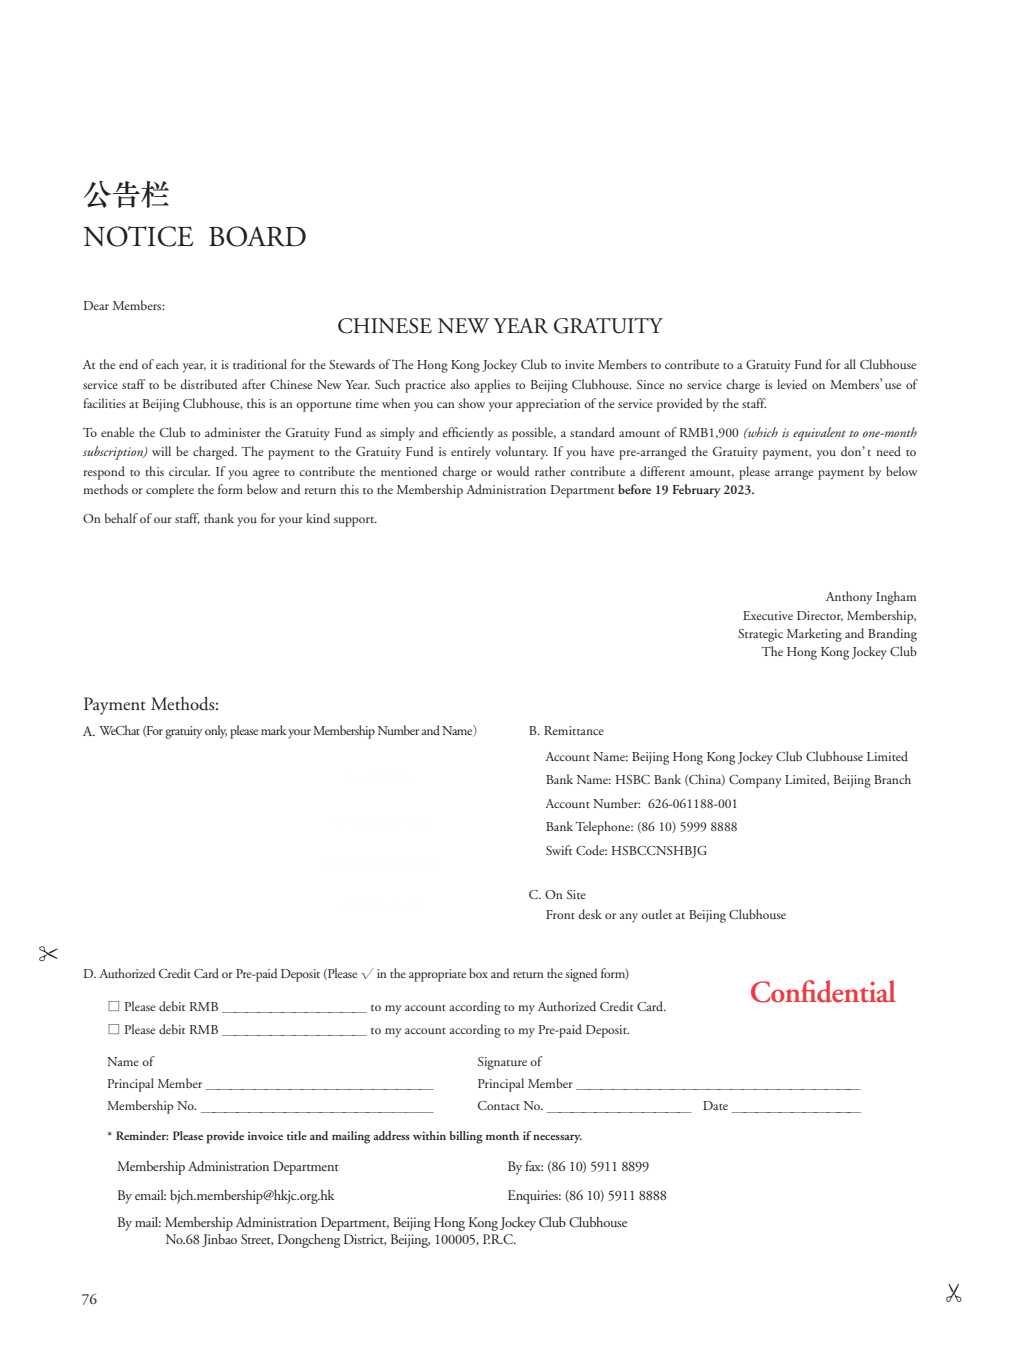 公告栏
NOTICE BOARD
Dear Members:
CHINESE NEW YEAR GRATUITY
At the end of each year, it is traditional for the Stewards of The Hong Kong Jockey Club to invite Members to contribute to a Gratuity Fund for all Clubhouse
service staff to be distributed after Chinese New Year. Such practice also applies to Beijing Clubhouse. Since no service charge is levied on Members' use of
facilities at Beijing Clubhouse, this is an opportune time when you can show your appreciation of the service provided by the staff.
To enable the Club to administer the Gratuity Fund as simply and efficiently as possible, a standard amount of RMB1,900 (which is equivalent to one-month
subscription) will be charged. The payment to the Gratuity Fund is entirely voluntary. If you have pre-arranged the Gratuity payment, you don't need to
respond to this circular. If you agree to contribute the mentioned charge or would rather contribute a different amount, please arrange payment by below
methods or complete the form below and return this to the Membership Administration Department before 19 February 2023.
On behalf of our staff, thank you for your kind support.
Anthony Ingham
Executive Director, Membership,
Strategic Marketing and Branding
The Hong Kong Jockey Club
Payment Methods:
A. WeChat (For gratuity only, please mark your Membership Number and Name)
B. Remittance
Account Name: Beijing Hong Kong Jockey Club Clubhouse Limited
Bank Name: HSBC Bank (China) Company Limited, Beijing Branch
Account Number: 626-061188-001
Bank Telephone: (86 10) 5999 8888
Swift Code: HSBCCNSHBJG
C. On Site
Front desk or any outlet at Beijing Clubhouse
D. Authorized Credit Card or Pre-paid Deposit (Please √ in the appropriate box and return the signed form)
Confidential
☐ Please debit RMB ____________________ to my account according to my Authorized Credit Card.
☐ Please debit RMB ____________________ to my account according to my Pre-paid Deposit.
Name of
Principal Member ________________________________
Signature of
Principal Member ________________________________________
Membership No. ________________________________
Contact No. ____________________ Date __________________
* Reminder: Please provide invoice title and mailing address within billing month if necessary.
Membership Administration Department
By fax: (86 10) 5911 8899
By email: bjch.membership@hkjc.org.hk
Enquiries: (86 10) 5911 8888
By mail: Membership Administration Department, Beijing Hong Kong Jockey Club Clubhouse
No.68 Jinbao Street, Dongcheng District, Beijing, 100005, P.R.C.
76